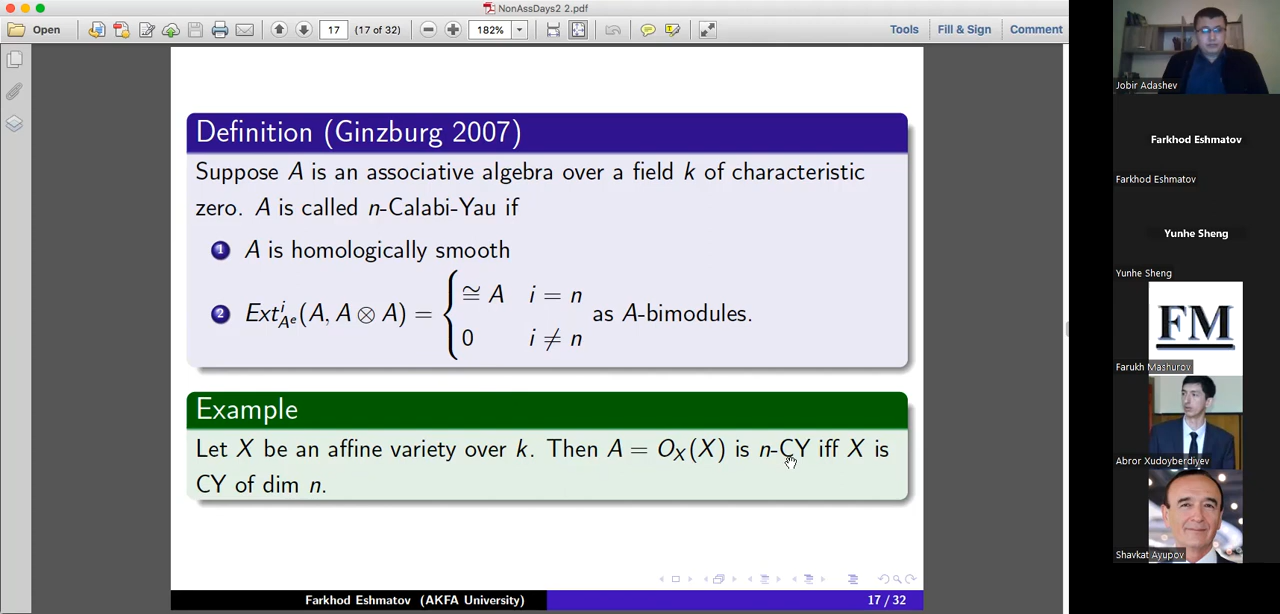 NonAssDays2 2.pdf
Open
17
(17 of 32)
182%
Tools
Fill & Sign
Comment
Definition (Ginzburg 2007)
Suppose A is an associative algebra over a field k of characteristic
zero. A is called n-Calabi-Yau if
1 A is homologically smooth
2 Ext^i_{A^e}(A, A ⊗ A) = { ≅ A i = n
0 i ≠ n as A-bimodules.
Example
Let X be an affine variety over k. Then A = O_X(X) is n-CY iff X is
CY of dim n.
Farkhod Eshmatov (AKFA University)
17 / 32
Jobir Adashev
Farkhod Eshmatov
Farkhod Eshmatov
Yunhe Sheng
Yunhe Sheng
FM
Farukh Mashurov
Abror Xudoyberdiyev
Shavkat Ayupov